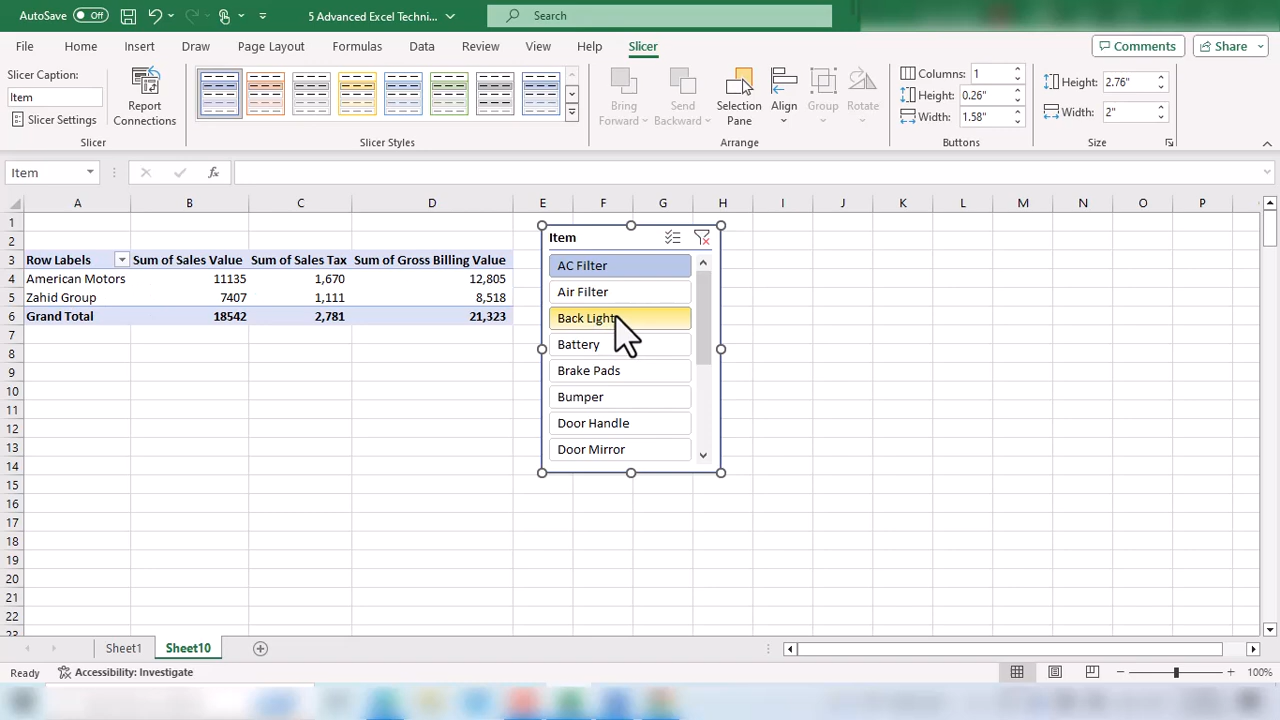 AutoSave Off 5 Advanced Excel Techni... Search
File Home Insert Draw Page Layout Formulas Data Review View Help Slicer Comments Share
Slicer Caption:
Item
Slicer Settings
Report Connections
Slicer
Slicer Styles
Bring Forward
Send Backward
Selection Pane
Align
Group
Rotate
Arrange
Columns: 1
Height: 0.26"
Width: 1.58"
Buttons
Height: 2.76"
Width: 2"
Size
Item fx
A B C D E F G H I J K L M N O P
1
2
3 Row Labels Sum of Sales Value Sum of Sales Tax Sum of Gross Billing Value
4 American Motors 11135 1,670 12,805
5 Zahid Group 7407 1,111 8,518
6 Grand Total 18542 2,781 21,323
7
8
9
10
11
12
13
14
15
16
17
18
19
20
21
22
23
Item
AC Filter
Air Filter
Back Light
Battery
Brake Pads
Bumper
Door Handle
Door Mirror
Sheet1 Sheet10
Ready Accessibility: Investigate 100%